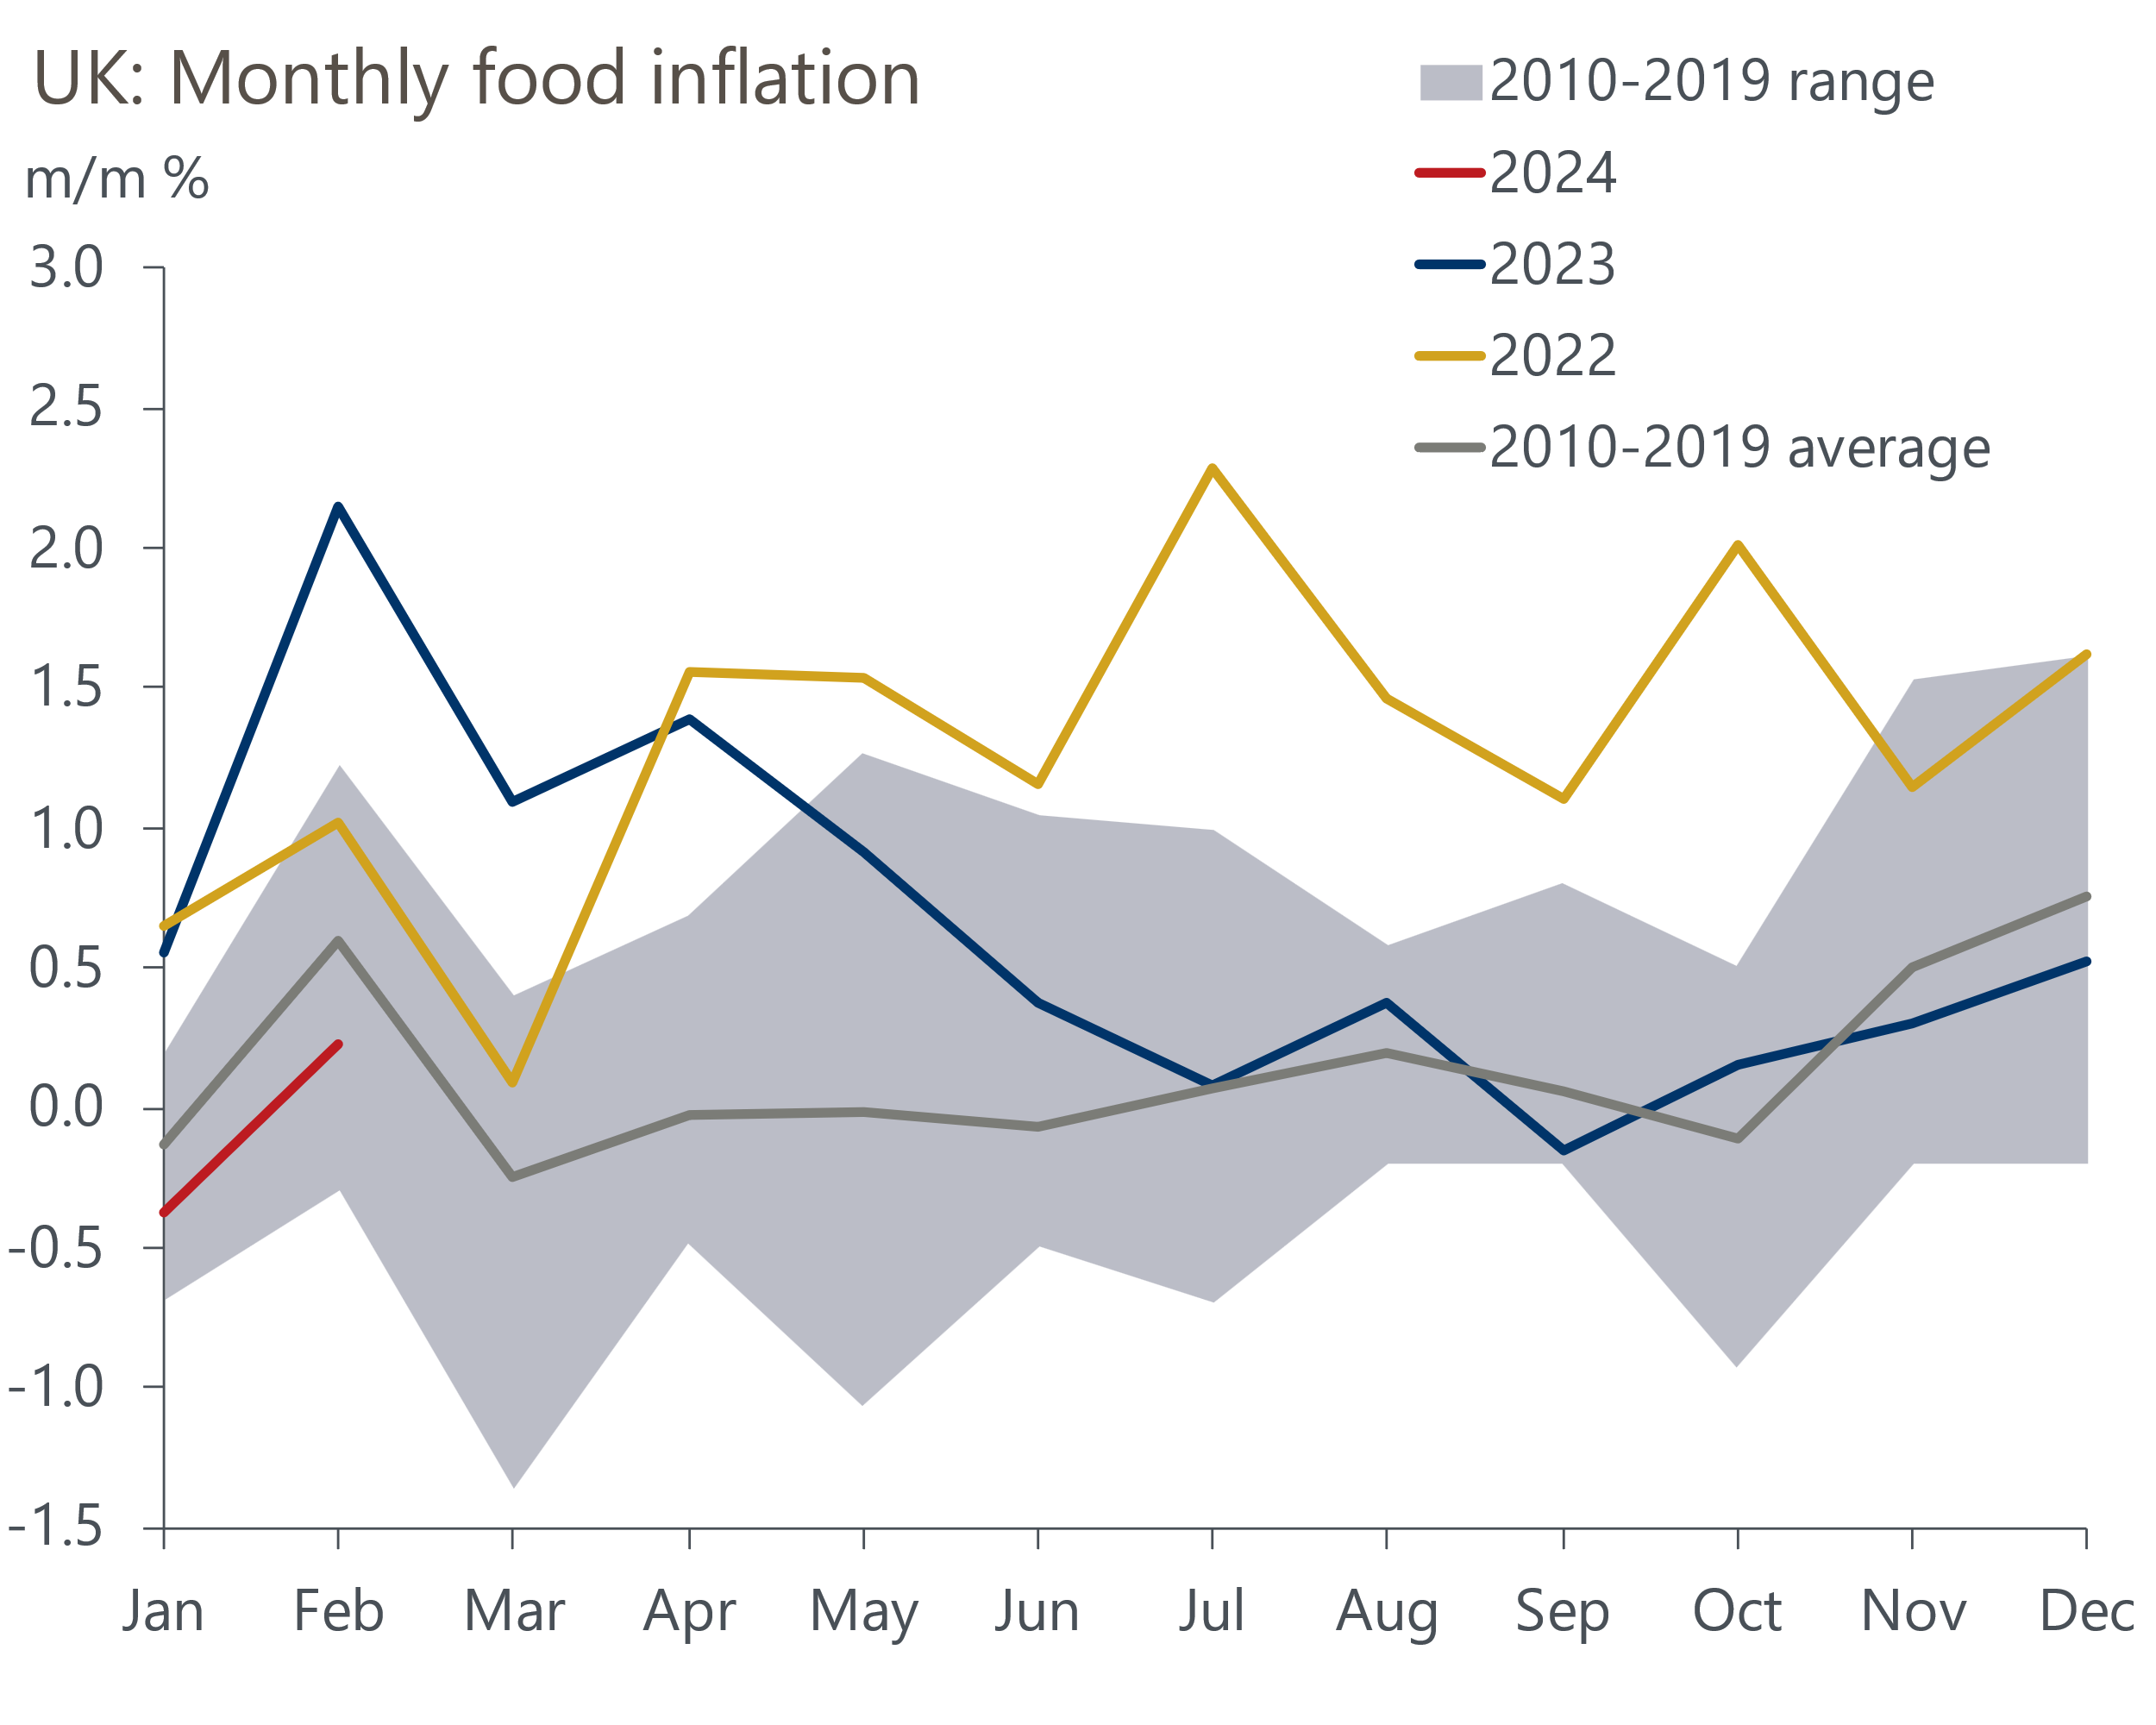 UK: Monthly food inflation
m/m %
2010-2019 range
2024
2023
2022
2010-2019 average
3.0
2.5
2.0
1.5
1.0
0.5
0.0
-0.5
-1.0
-1.5
Jan Feb Mar Apr May Jun Jul Aug Sep Oct Nov Dec